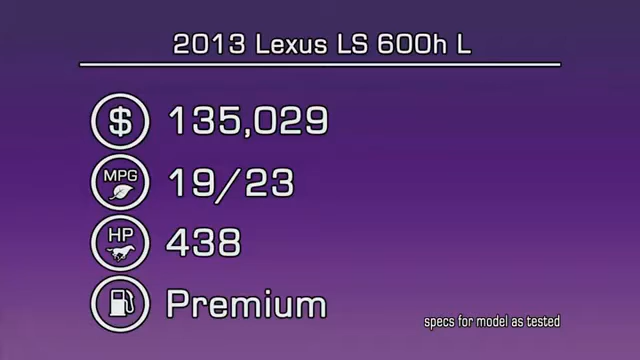 2013 Lexus LS 600h L
$ 135,029
MPG 19/23
HP 438
Premium
specs for model as tested